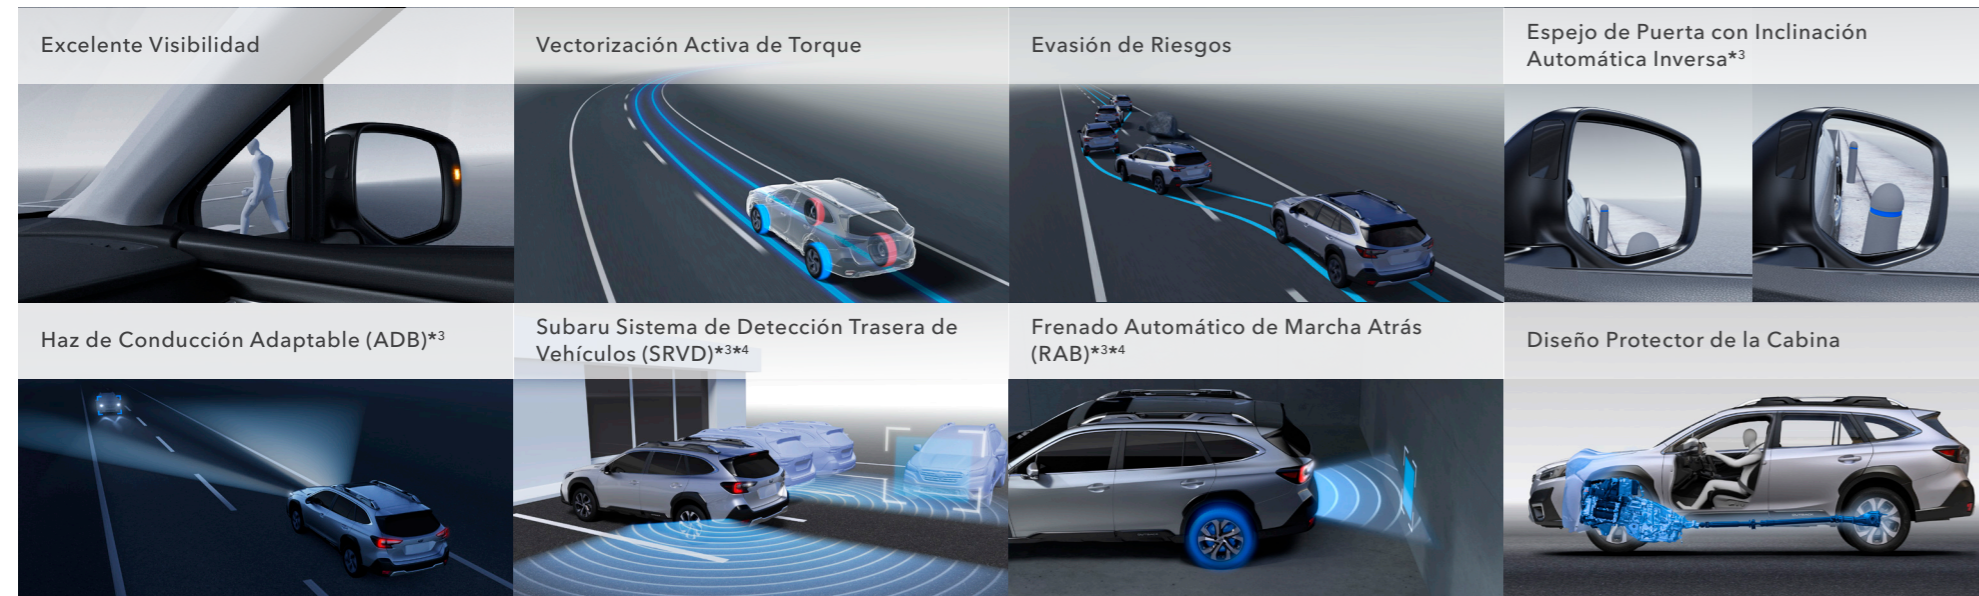 Excelente Visibilidad
Vectorización Activa de Torque
Evasión de Riesgos
Espejo de Puerta con Inclinación
Automática Inversa*3
Haz de Conducción Adaptable (ADB)*3
Subaru Sistema de Detección Trasera de
Vehículos (SRVD)*3*4
Frenado Automático de Marcha Atrás
(RAB)*3*4
Diseño Protector de la Cabina